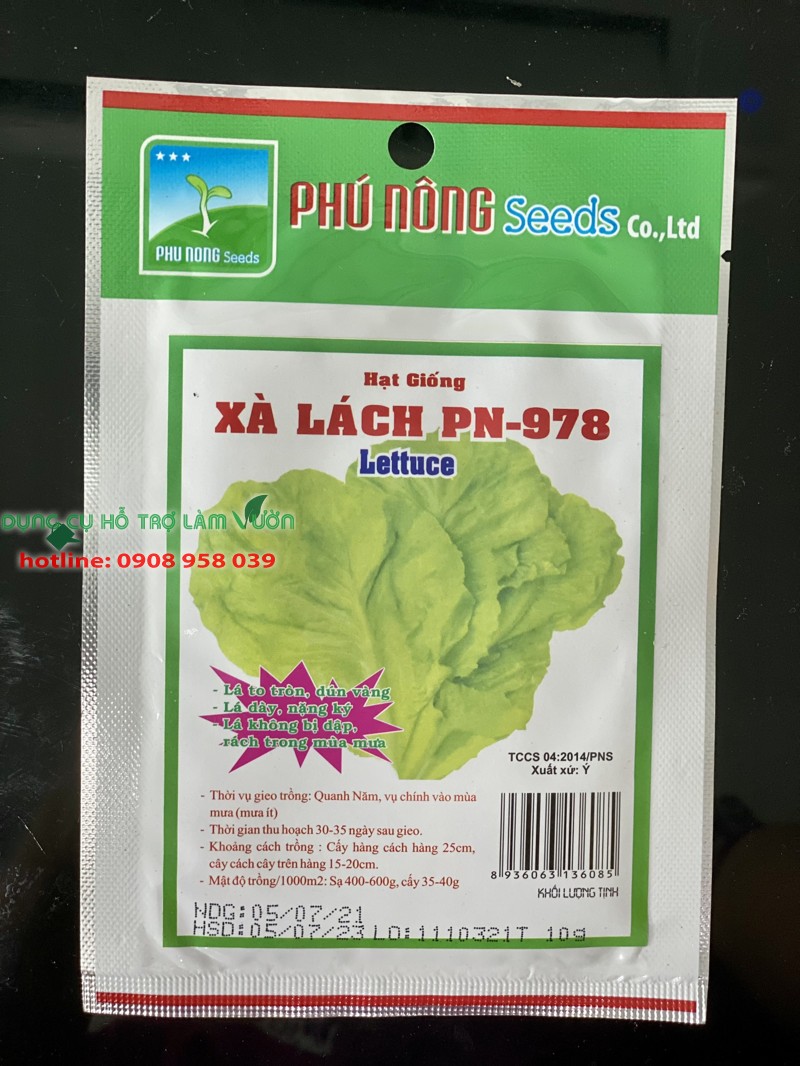 PHÚ NÔNG Seeds Co.,Ltd
PHU NONG Seeds
Hạt Giống
XÀ LÁCH PN-978
Lettuce
DỤNG CỤ HỖ TRỢ LÀM VƯỜN
hotline: 0908 958 039
- Lá to tròn, dún vàng
- Lá dày, nặng ký
- Lá không bị dập,
rách trong mùa mưa
TCCS 04:2014/PNS
Xuất xứ: Ý
- Thời vụ gieo trồng: Quanh Năm, vụ chính vào mùa
mưa (mưa ít)
- Thời gian thu hoạch 30-35 ngày sau gieo.
- Khoảng cách trồng : Cấy hàng cách hàng 25cm,
cây cách cây trên hàng 15-20cm.
- Mật độ trồng/1000m2: Sạ 400-600g, cấy 35-40g
8 936063 136085
KHỐI LƯỢNG TỊNH
NDG:05/07/21
HSD:05/07/23 LO:1110321T 10g